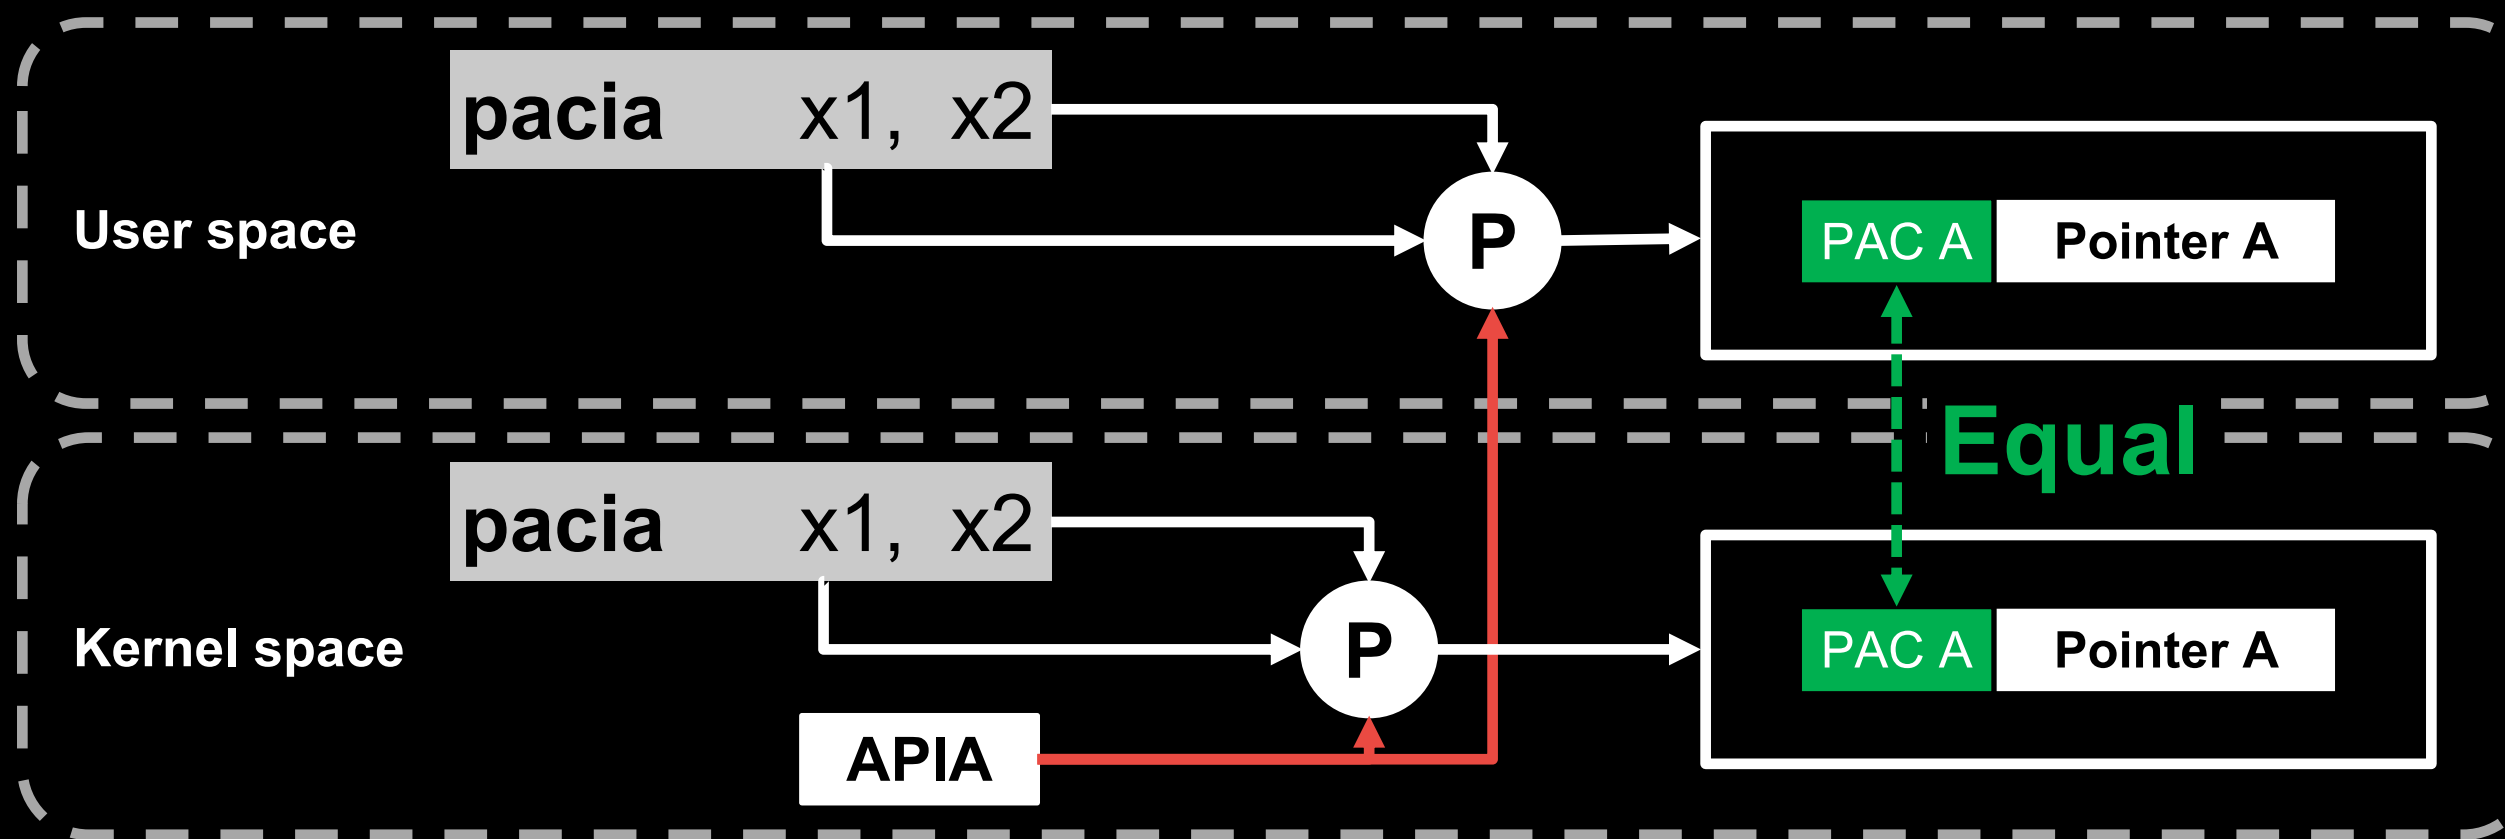 pacia x1, x2
User space
P
PAC A Pointer A
Equal
pacia x1, x2
Kernel space
P
PAC A Pointer A
APIA